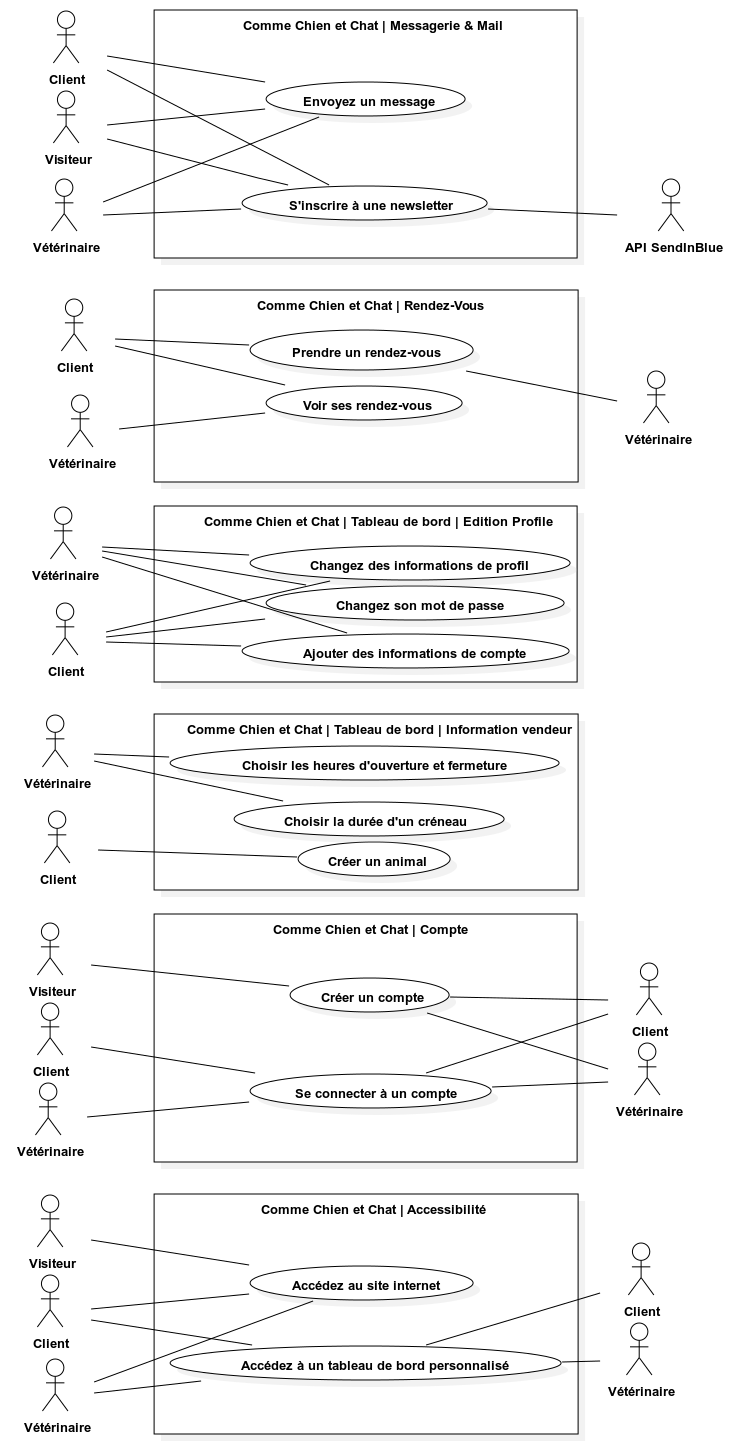 Comme Chien et Chat | Messagerie & Mail
Client
Envoyez un message
Visiteur
S'inscrire à une newsletter
Vétérinaire
API SendInBlue
Comme Chien et Chat | Rendez-Vous
Prendre un rendez-vous
Client
Voir ses rendez-vous
Vétérinaire
Vétérinaire
Comme Chien et Chat | Tableau de bord | Edition Profile
Changez des informations de profil
Vétérinaire
Changez son mot de passe
Ajouter des informations de compte
Client
Comme Chien et Chat | Tableau de bord | Information vendeur
Choisir les heures d'ouverture et fermeture
Vétérinaire
Choisir la durée d'un créneau
Créer un animal
Client
Comme Chien et Chat | Compte
Visiteur
Créer un compte
Client
Client
Se connecter à un compte
Vétérinaire
Vétérinaire
Comme Chien et Chat | Accessibilité
Visiteur
Accédez au site internet
Client
Client
Accédez à un tableau de bord personnalisé
Vétérinaire
Vétérinaire